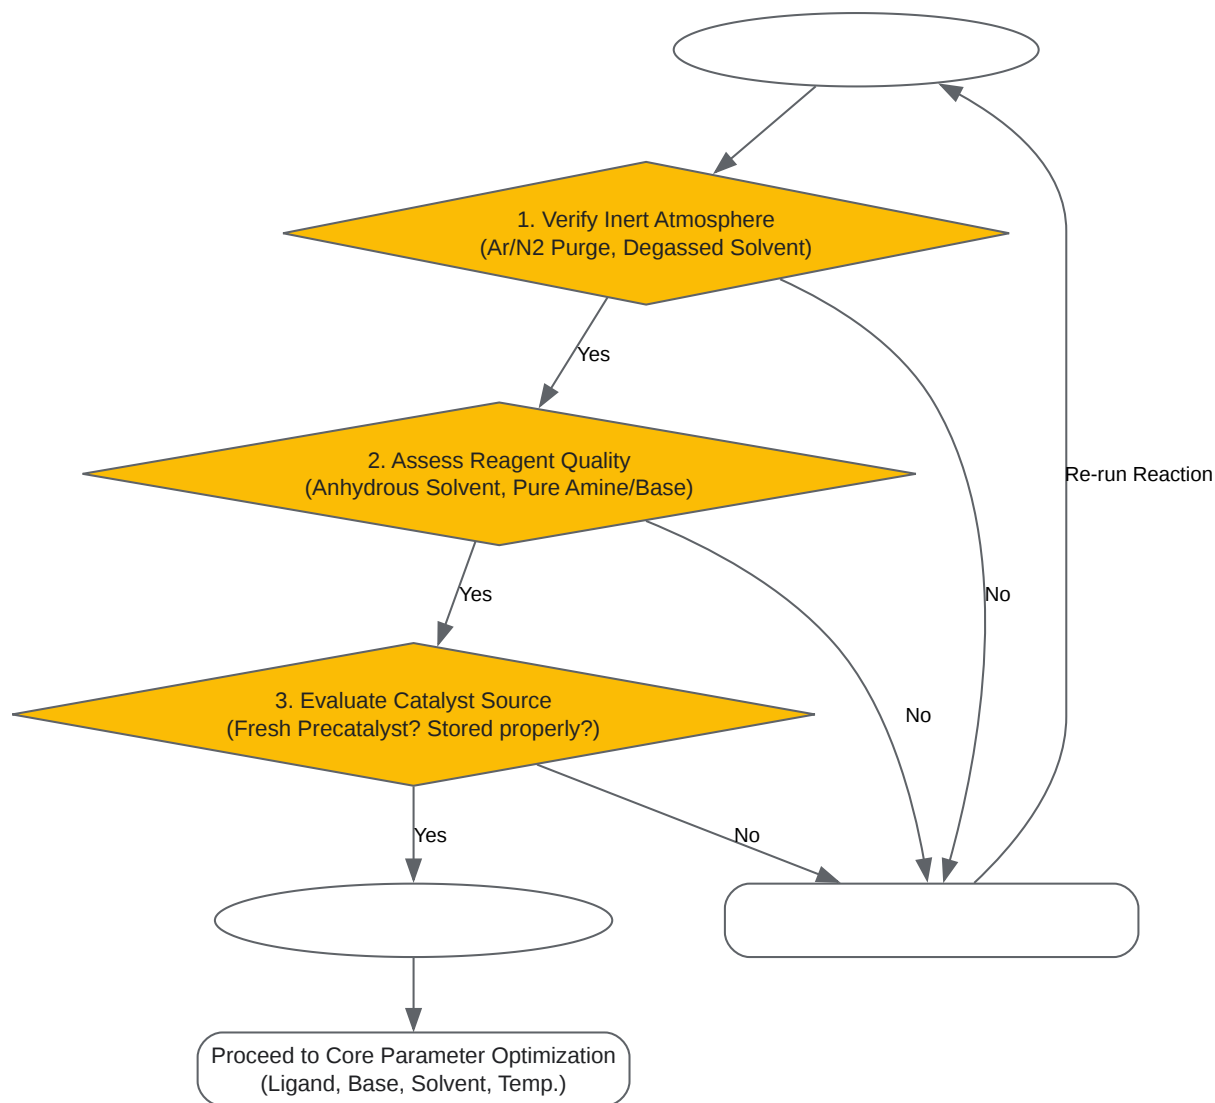 1. Verify Inert Atmosphere
(Ar/N2 Purge, Degassed Solvent)
Yes
2. Assess Reagent Quality
(Anhydrous Solvent, Pure Amine/Base)
Re-run Reaction
Yes
No
3. Evaluate Catalyst Source
(Fresh Precatalyst? Stored properly?)
No
Yes
No
Proceed to Core Parameter Optimization
(Ligand, Base, Solvent, Temp.)